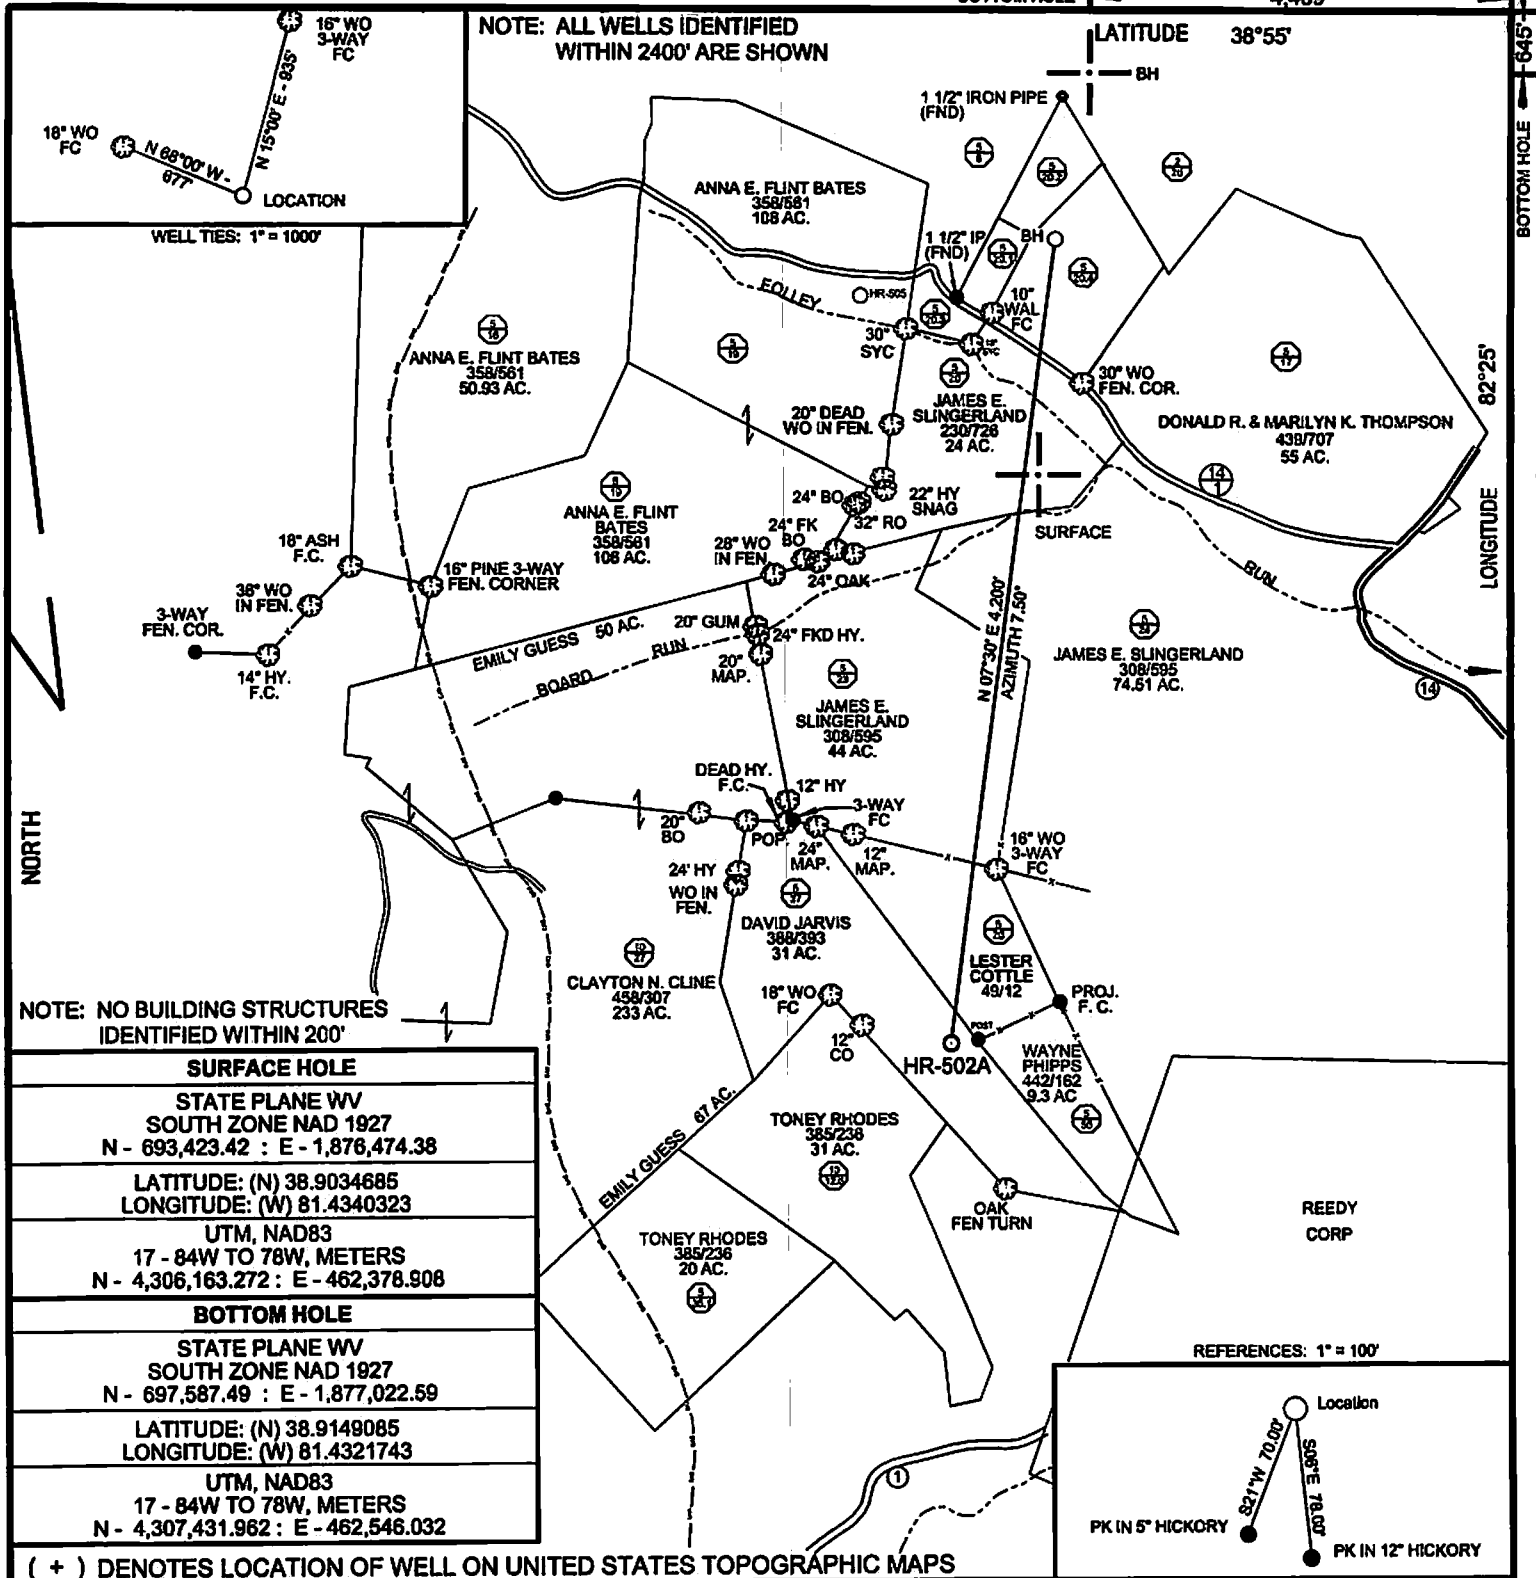 16" WO
3-WAY
FC
N 15°00' E - 935'
18" WO
FC
N 68°00' W -
677'
LOCATION
WELL TIES: 1" = 1000'
NOTE: ALL WELLS IDENTIFIED
WITHIN 2400' ARE SHOWN
LATITUDE 38°55'
645'
BOTTOM HOLE
BH
1 1/2" IRON PIPE
(FND)
ANNA E. FLINT BATES
358/561
108 AC.
1 1/2" IP
(FND)
BH
HR-505
10"
WAL
FC
30"
SYC
ANNA E. FLINT BATES
358/561
50.93 AC.
30" WO
FEN. COR.
JAMES E.
SLINGERLAND
230/726
24 AC.
20" DEAD
WO IN FEN.
DONALD R. & MARILYN K. THOMPSON
439/707
55 AC.
82°25'
LONGITUDE
14
1
24" BO
32" RO
22" HY
SNAG
ANNA E. FLINT
BATES
358/561
108 AC.
24" FK
BO
28" WO
IN FEN
24" OAK
SURFACE
RUN
18" ASH
F.C.
16" PINE 3-WAY
FEN. CORNER
36" WO
IN FEN.
3-WAY
FEN. COR.
14" HY.
F.C.
EMILY GUESS 50 AC.
20" GUM
24" FKD HY.
20"
MAP.
BOARD RUN
N 07°30' E 4,200'
AZIMUTH 7.50°
JAMES E. SLINGERLAND
308/595
74.61 AC.
14
JAMES E.
SLINGERLAND
308/595
44 AC.
DEAD HY.
F.C.
12" HY
3-WAY
FC
20"
BO
POP.
24"
MAP.
12"
MAP.
16" WO
3-WAY
FC
24' HY
WO IN
FEN.
NORTH
DAVID JARVIS
388/393
31 AC.
LESTER
COTTLE
49/12
CLAYTON N. CLINE
458/307
233 AC.
18" WO
FC
12"
CO
PROJ.
F. C.
POST
HR-502A
WAYNE
PHIPPS
442/162
9.3 AC
NOTE: NO BUILDING STRUCTURES
IDENTIFIED WITHIN 200'
EMILY GUESS 67 AC.
TONEY RHODES
385/236
31 AC.
OAK
FEN TURN
REEDY
CORP
TONEY RHODES
385/236
20 AC.
SURFACE HOLE
STATE PLANE WV
SOUTH ZONE NAD 1927
N - 693,423.42 : E - 1,876,474.38
LATITUDE: (N) 38.9034685
LONGITUDE: (W) 81.4340323
UTM, NAD83
17 - 84W TO 78W, METERS
N - 4,306,163.272 : E - 462,378.908
BOTTOM HOLE
STATE PLANE WV
SOUTH ZONE NAD 1927
N - 697,587.49 : E - 1,877,022.59
LATITUDE: (N) 38.9149085
LONGITUDE: (W) 81.4321743
UTM, NAD83
17 - 84W TO 78W, METERS
N - 4,307,431.962 : E - 462,546.032
1
REFERENCES: 1" = 100'
Location
S21°W 70.00'
S06°E 78.00'
PK IN 5" HICKORY
PK IN 12" HICKORY
( + ) DENOTES LOCATION OF WELL ON UNITED STATES TOPOGRAPHIC MAPS